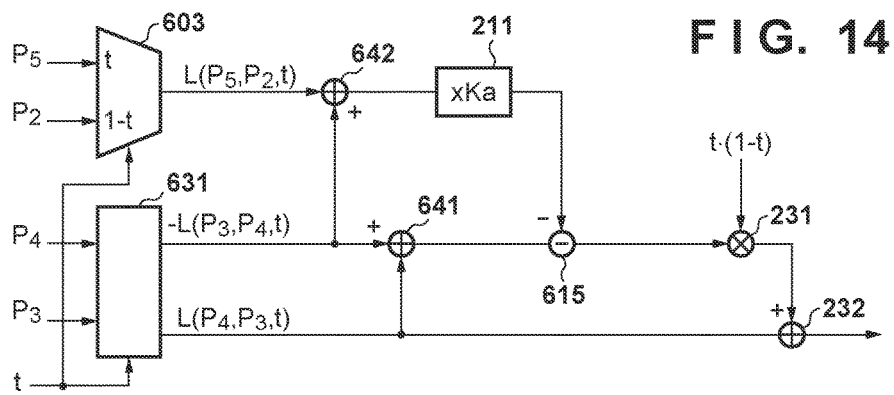 603
FIG. 14
P5
t
L(P5,P2,t)
642
211
P2
1-t
+
xKa
t·(1-t)
631
P4
-L(P3,P4,t)
+
641
−
−
231
615
P3
L(P4,P3,t)
+
232
t